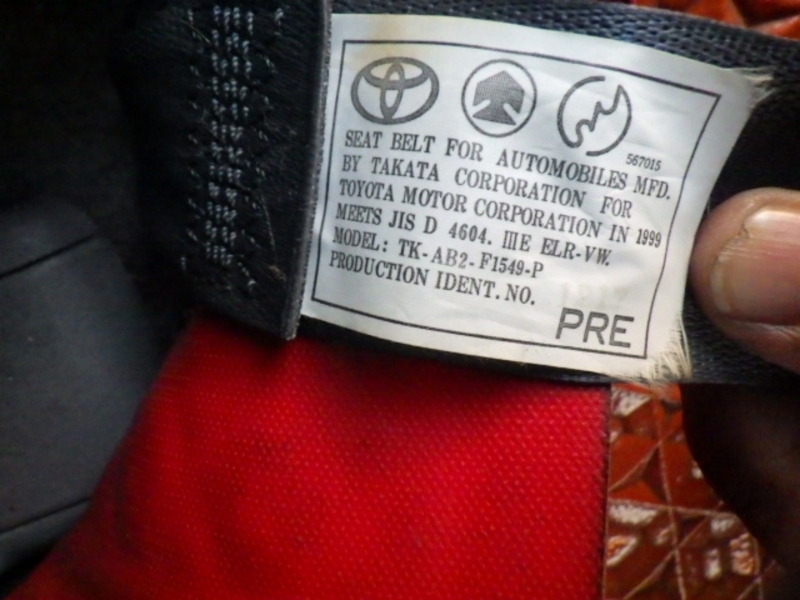 567015
SEAT BELT FOR AUTOMOBILES MFD.
BY TAKATA CORPORATION FOR
TOYOTA MOTOR CORPORATION IN 1999
MEETS JIS D 4604. ⅢE ELR-VW.
MODEL: TK-AB2-F1549-P
PRODUCTION IDENT. NO.
PRE